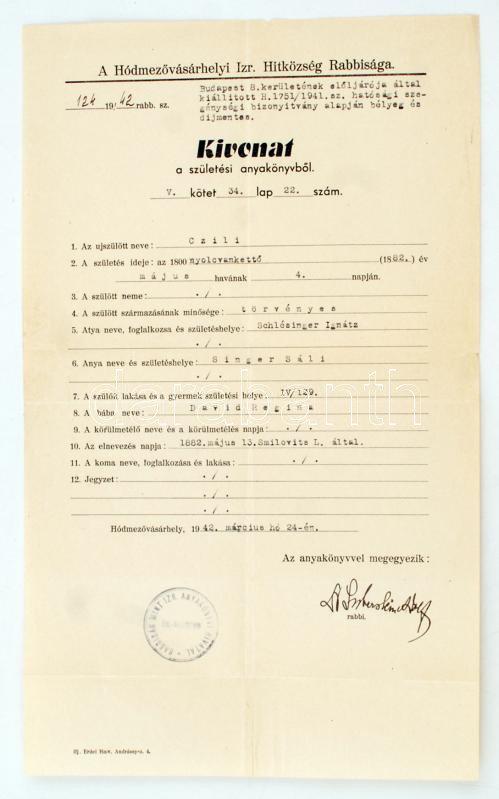 A Hódmezővásárhelyi Izr. Hitközség Rabbisága.
124 1942 rabb. sz.
Budapest 8.kerületének előljárója által
kiállitott H.1751/1941.sz. hatósági sze-
génységi bizonyitvány alapján bélyeg és
dijmentes.
Kivonat
a születési anyakönyvből.
V. kötet 34. lap 22. szám.
1. Az ujszülött neve: Czili
2. A születés ideje: az 1800 nyolcvankettő (1882.) év
május havának 4. napján.
3. A szülött neme: ./.
4. A szülött származásának minősége: törvényes
5. Atya neve, foglalkozsa és születéshelye: Schlésinger Ignátz
./.
6. Anya neve és születéshelye: Singer Sáli
./.
7. A szülők lakása és a gyermek születési helye: IV/129.
8. A bába neve: David Regina
9. A körülmetélő neve és a körülmetélés napja: ./.
10. Az elnevezés napja: 1882.május 13.Smilovits L. által.
11. A koma neve, foglalkozása és lakása: ./.
12. Jegyzet: ./.
./.
./.
Hódmezővásárhely, 1942. március hó 24-én.
Az anyakönyvvel megegyezik:
rabbi.
darabanth